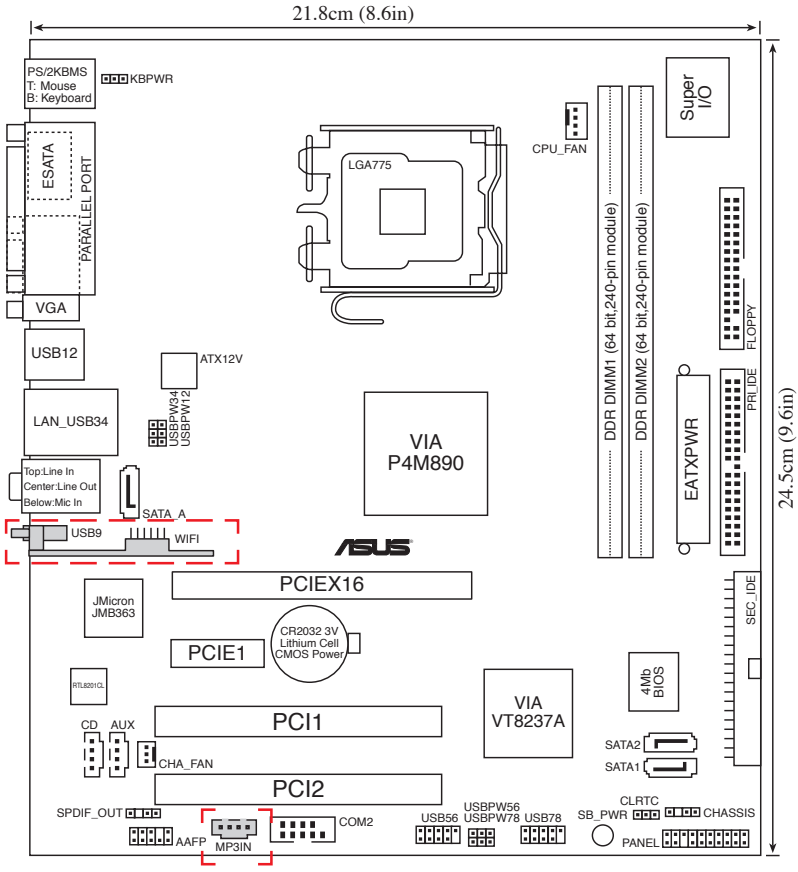 21.8cm (8.6in)
PS/2KBMS
T: Mouse
B: Keyboard
KBPWR
Super
I/O
CPU_FAN
LGA775
ESATA
PARALLEL PORT
DDR DIMM1 (64 bit,240-pin module)
DDR DIMM2 (64 bit,240-pin module)
FLOPPY
VGA
USB12
ATX12V
USBPW34
USBPW12
LAN_USB34
VIA
P4M890
EATXPWR
PRI_IDE
24.5cm (9.6in)
Top:Line In
Center:Line Out
Below:Mic In
SATA_A
USB9
WIFI
ASUS
PCIEX16
JMicron
JMB363
CR2032 3V
Lithium Cell
CMOS Power
PCIE1
SEC_IDE
RTL8201CL
VIA
VT8237A
4Mb
BIOS
CD
AUX
PCI1
SATA2
SATA1
CHA_FAN
PCI2
SPDIF_OUT
AAFP
MP3IN
COM2
USB56
USBPW56
USBPW78
USB78
SB_PWR
CLRTC
CHASSIS
PANEL